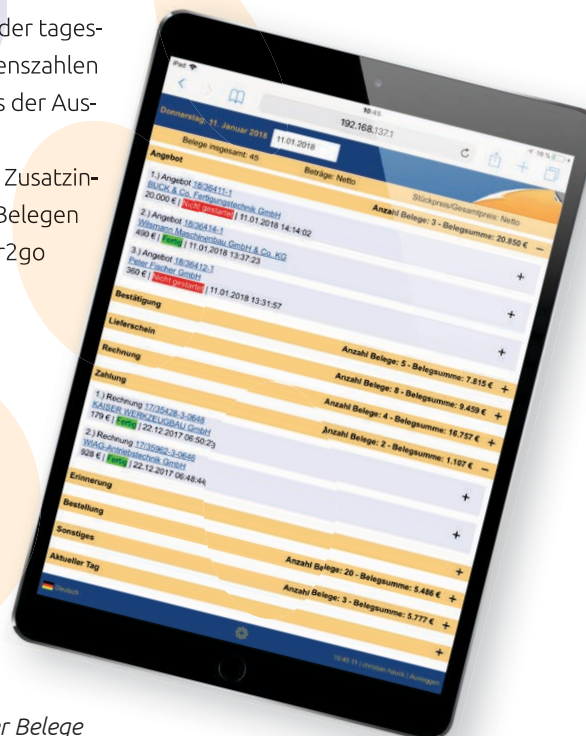 der tages-
enszahlen
s der Aus-
Zusatzin-
Belegen
r2go
iPad
10:45
78 %
192.168.137.1
Donnerstag, 11. Januar 2018 11.01.2018
Belege insgesamt: 45 Beträge: Netto Stückpreis/Gesamtpreis: Netto
Angebot Anzahl Belege: 3 - Belegsumme: 20.850 € −
1.) Angebot 18/36411-1
BUCK & Co. Fertigungstechnik GmbH
20.000 € | Nicht gestartet | 11.01.2018 14:14:02 +
2.) Angebot 18/36414-1
Wismann Maschinenbau GmbH & Co. KG
490 € | Fertig | 11.01.2018 13:37:23 +
3.) Angebot 18/36412-1
Peter Fischer GmbH
360 € | Nicht gestartet | 11.01.2018 13:31:57 +
Bestätigung Anzahl Belege: 5 - Belegsumme: 7.815 € +
Lieferschein Anzahl Belege: 8 - Belegsumme: 9.459 € +
Rechnung Anzahl Belege: 4 - Belegsumme: 16.757 € +
Zahlung Anzahl Belege: 2 - Belegsumme: 1.107 € −
1.) Rechnung 17/35428-3-0648
KAISER WERKZEUGBAU GmbH
179 € | Fertig | 22.12.2017 06:50:23 +
2.) Rechnung 17/35962-3-0646
WIAG-Antriebstechnik GmbH
928 € | Fertig | 22.12.2017 06:48:44 +
Erinnerung +
Bestellung Anzahl Belege: 20 - Belegsumme: 5.486 € +
Sonstiges Anzahl Belege: 3 - Belegsumme: 5.777 € +
Aktueller Tag +
Deutsch 10:45:11 | christian hauck | Ausloggen
er Belege